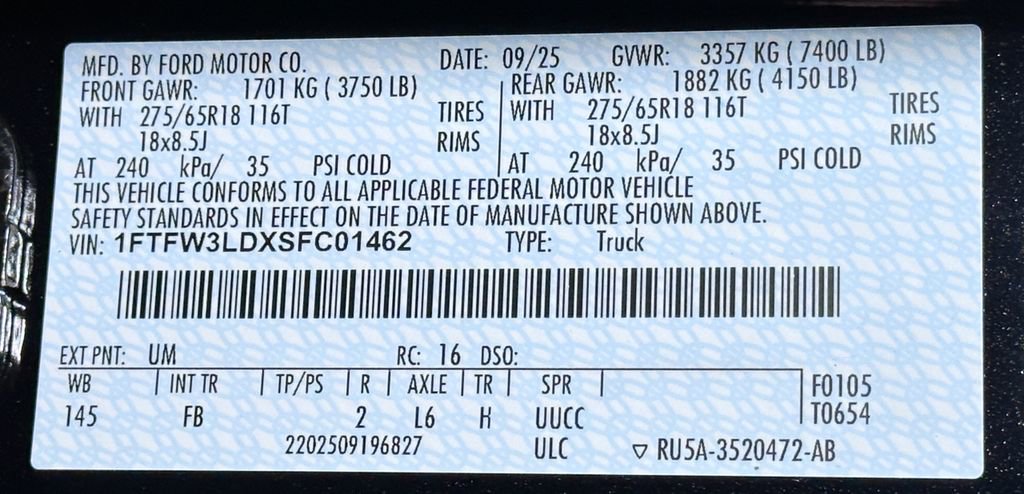 MFD. BY FORD MOTOR CO. DATE: 09/25 GVWR: 3357 KG ( 7400 LB)
FRONT GAWR: 1701 KG ( 3750 LB) REAR GAWR: 1882 KG ( 4150 LB)
WITH 275/65R18 116T TIRES WITH 275/65R18 116T TIRES
18x8.5J RIMS 18x8.5J RIMS
AT 240 kPa/ 35 PSI COLD AT 240 kPa/ 35 PSI COLD
THIS VEHICLE CONFORMS TO ALL APPLICABLE FEDERAL MOTOR VEHICLE
SAFETY STANDARDS IN EFFECT ON THE DATE OF MANUFACTURE SHOWN ABOVE.
VIN: 1FTFW3LDXSFC01462 TYPE: Truck
EXT PNT: UM RC: 16 DSO:
WB INT TR TP/PS R AXLE TR SPR F0105
145 FB 2 L6 H UUCC T0654
2202509196827 ULC ▽ RU5A-3520472-AB